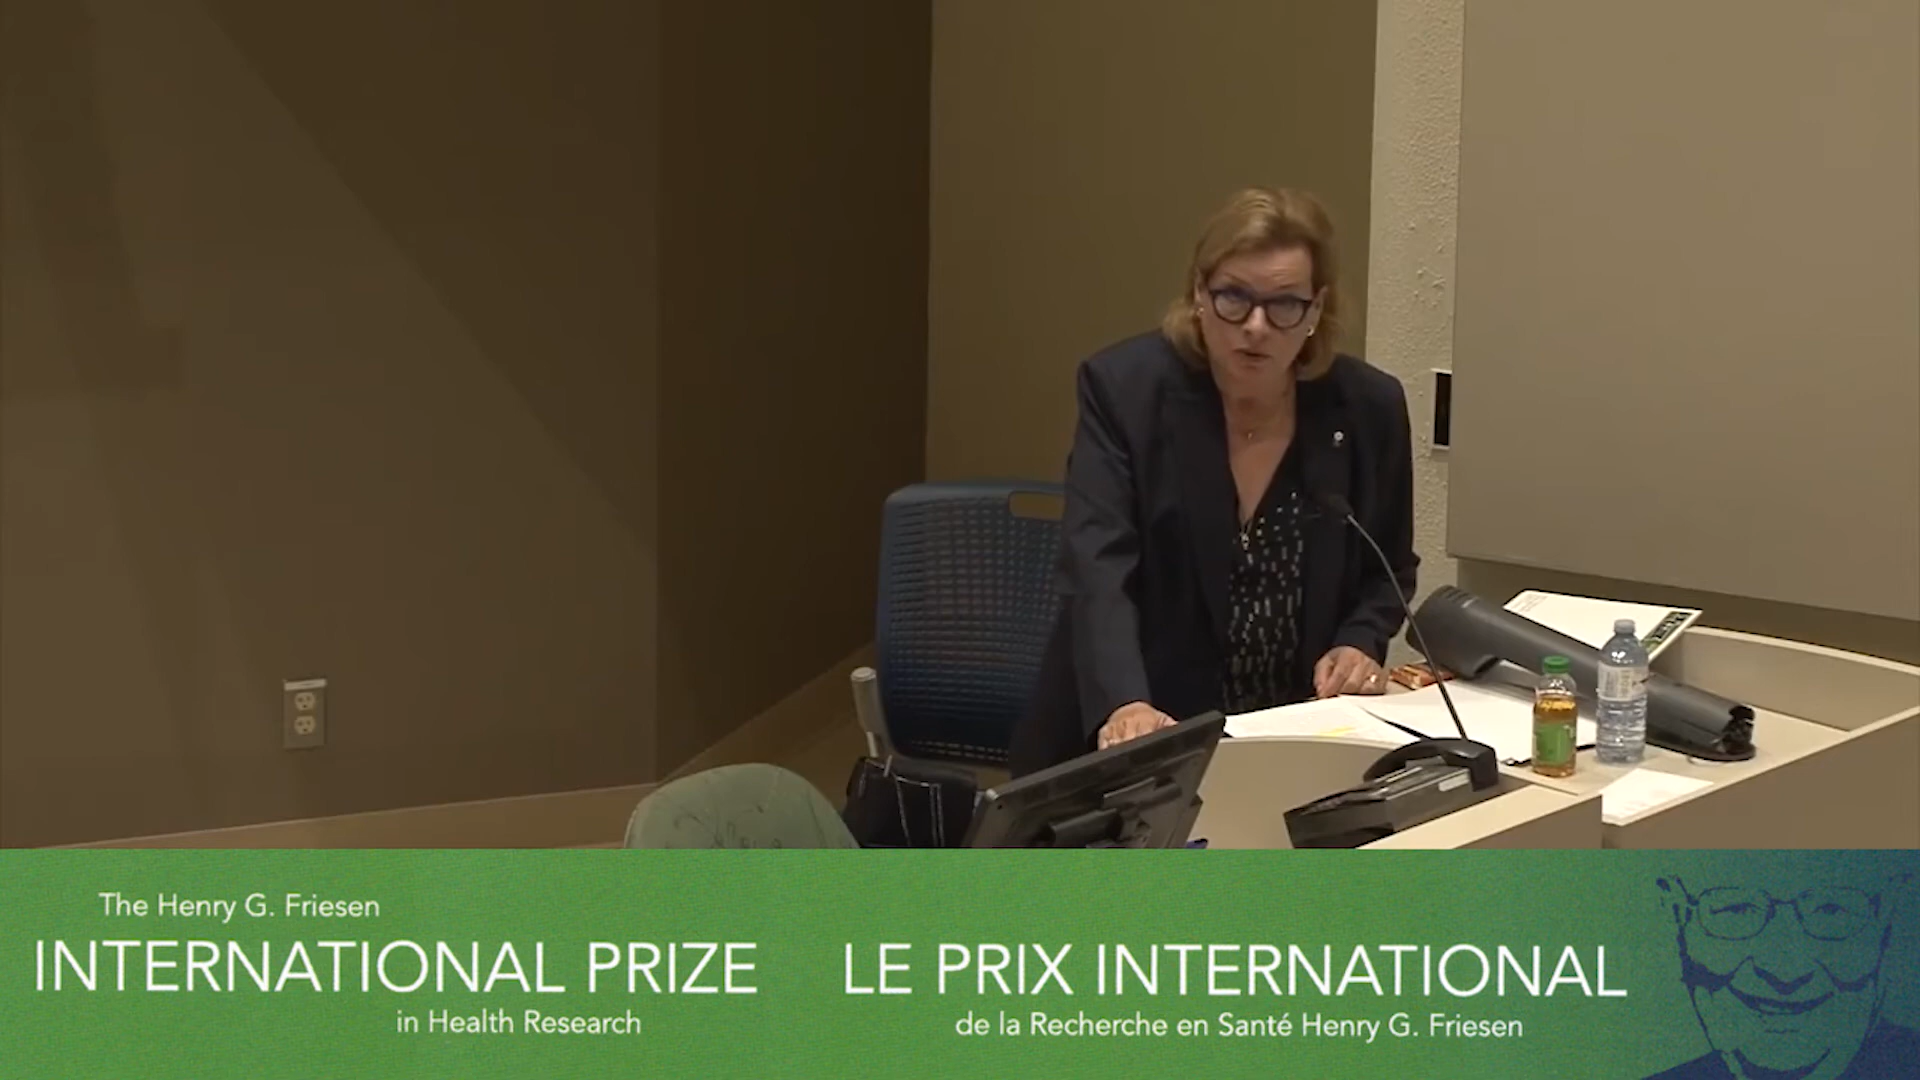 The Henry G. Friesen
INTERNATIONAL PRIZE
in Health Research
LE PRIX INTERNATIONAL
de la Recherche en Santé Henry G. Friesen